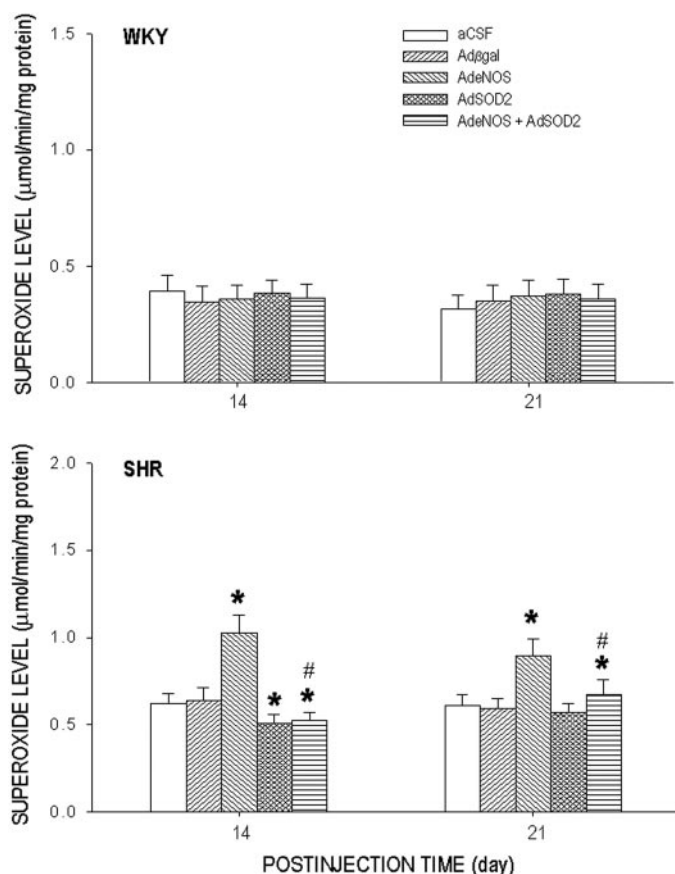 WKY
aCSF
Adβgal
AdeNOS
AdSOD2
AdeNOS + AdSOD2
SUPEROXIDE LEVEL (μmol/min/mg protein)
1.5
1.0
0.5
0.0
14 21
SHR
SUPEROXIDE LEVEL (μmol/min/mg protein)
2.0
1.5
1.0
0.5
0.0
* * # * * # *
14 21
POSTINJECTION TIME (day)